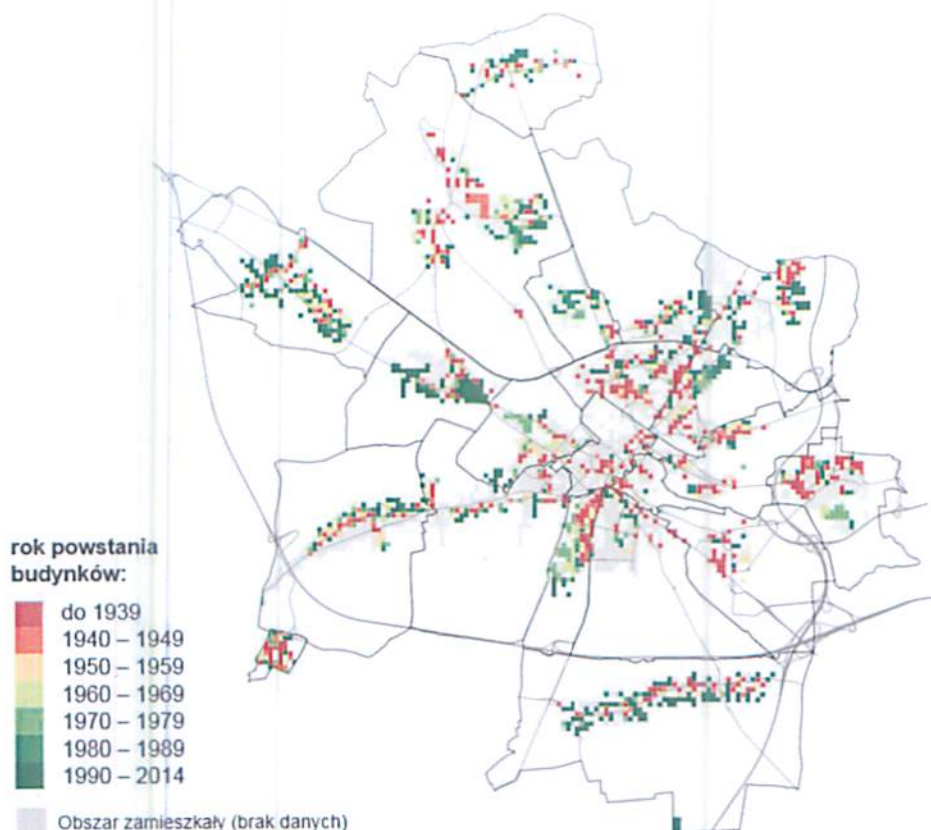 rok powstania
budynków:
do 1939
1940 – 1949
1950 – 1959
1960 – 1969
1970 – 1979
1980 – 1989
1990 – 2014
Obszar zamieszkały (brak danych)